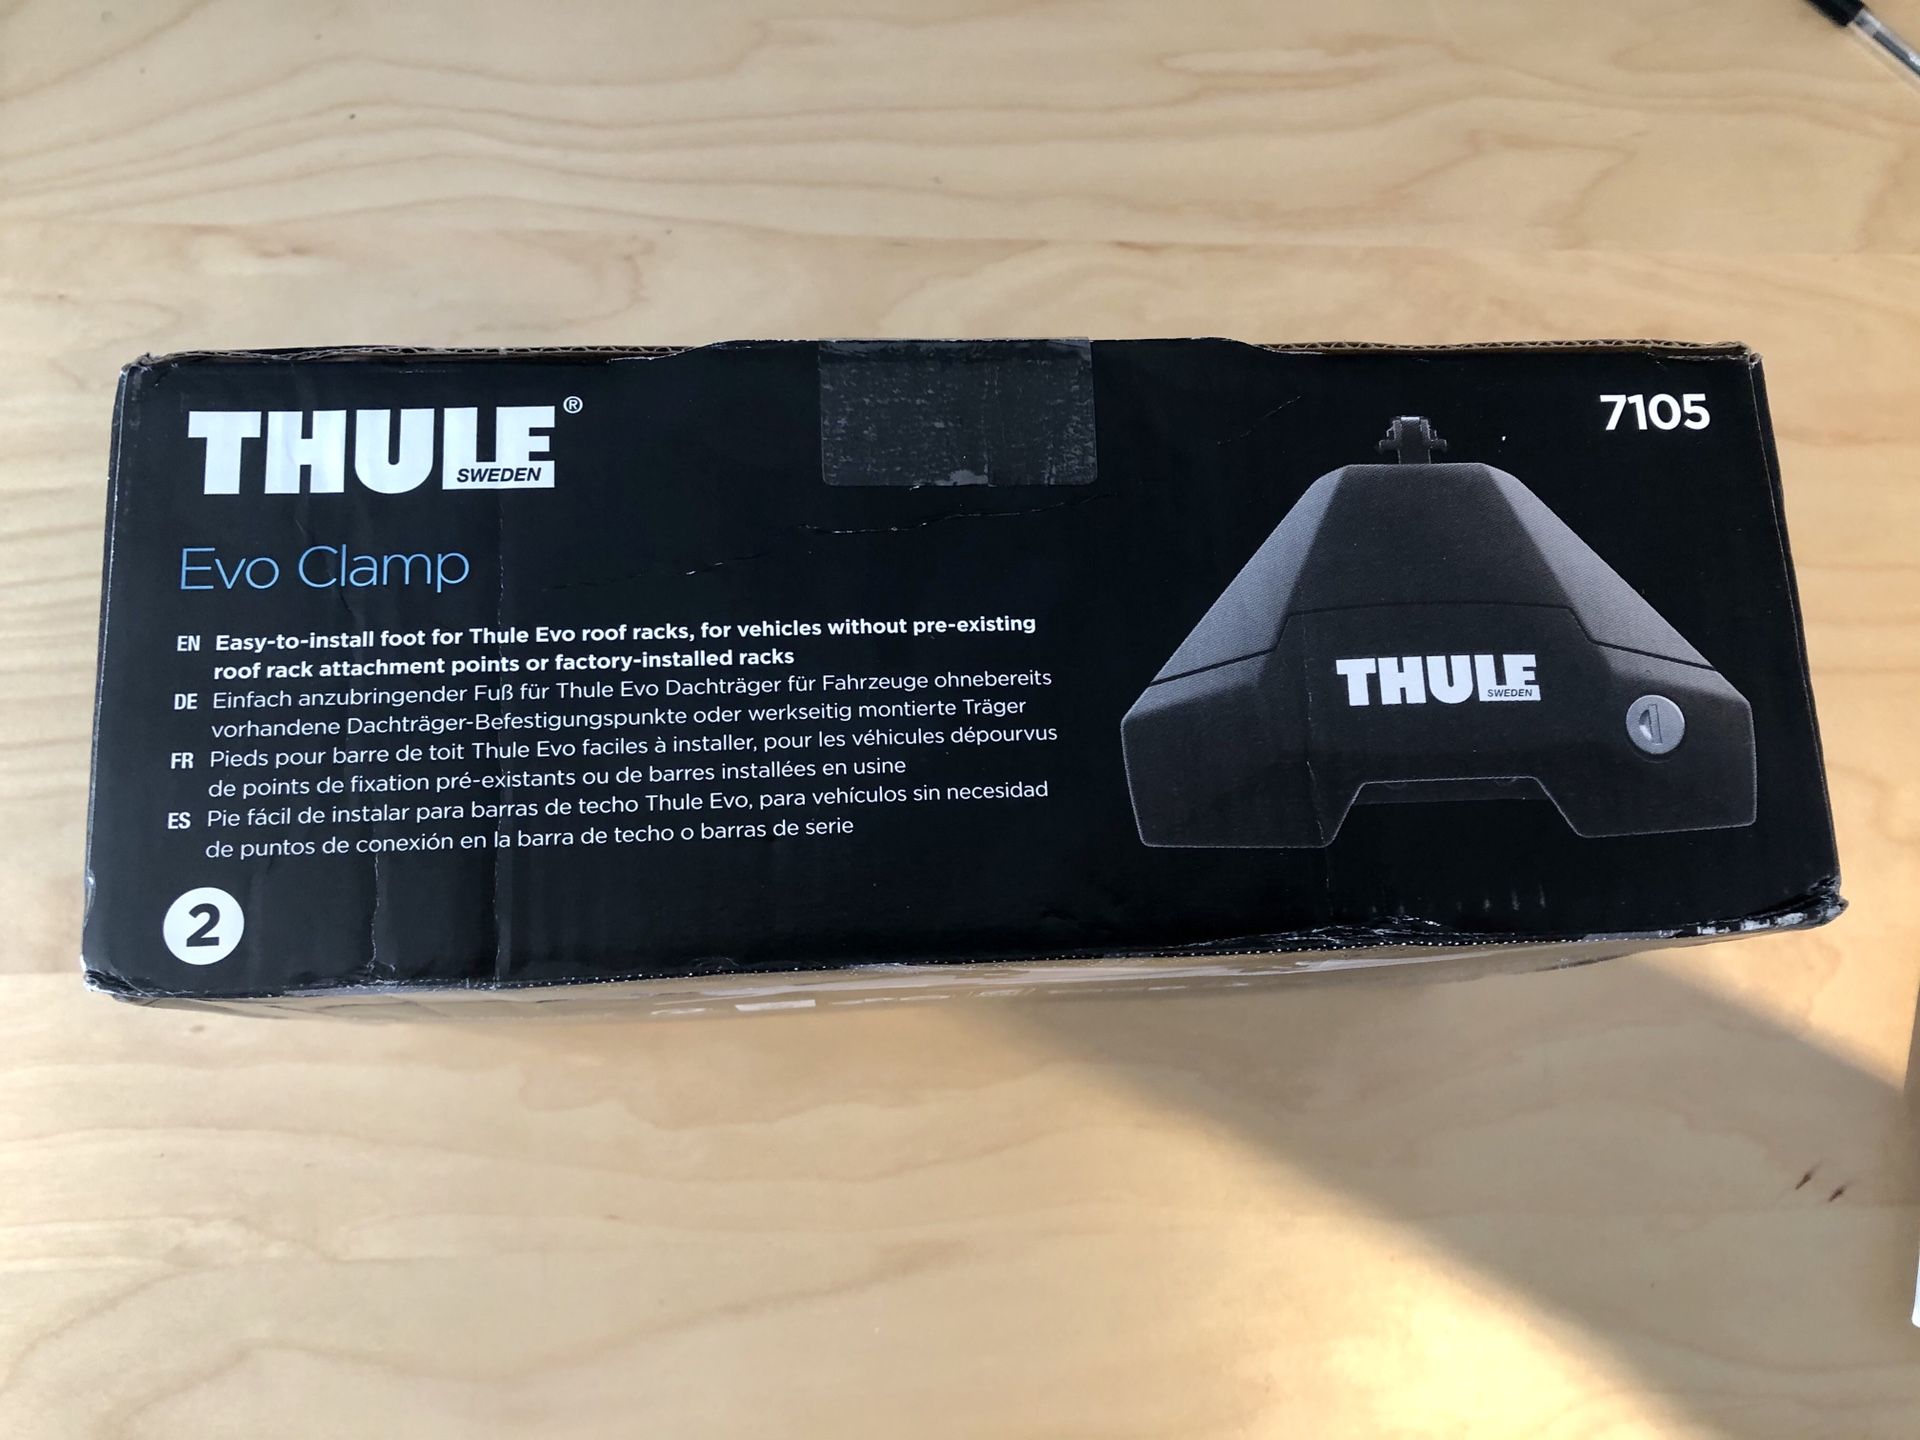 THULE®
SWEDEN
7105
Evo Clamp
EN Easy-to-install foot for Thule Evo roof racks, for vehicles without pre-existing
roof rack attachment points or factory-installed racks
DE Einfach anzubringender Fuß für Thule Evo Dachträger für Fahrzeuge ohnebereits
vorhandene Dachträger-Befestigungspunkte oder werkseitig montierte Träger
FR Pieds pour barre de toit Thule Evo faciles à installer, pour les véhicules dépourvus
de points de fixation pré-existants ou de barres installées en usine
ES Pie fácil de instalar para barras de techo Thule Evo, para vehículos sin necesidad
de puntos de conexión en la barra de techo o barras de serie
2
THULE
SWEDEN